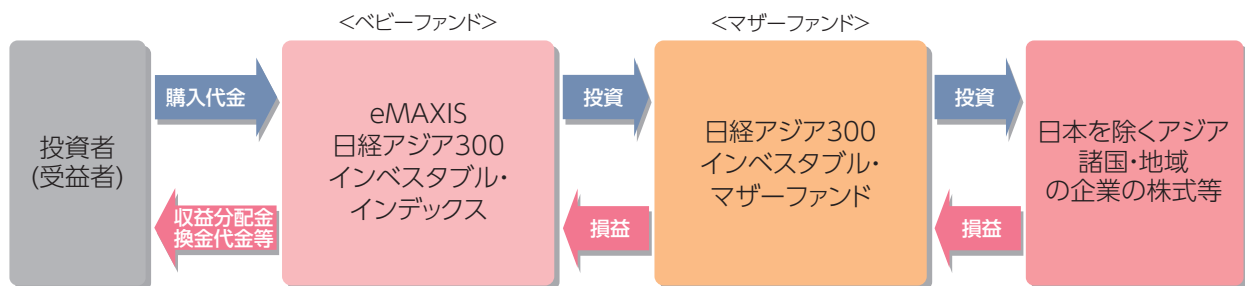 <ベビーファンド>
<マザーファンド>
投資者
(受益者)
購入代金
収益分配金
換金代金等
eMAXIS
日経アジア300
インベスタブル・
インデックス
投資
損益
日経アジア300
インベスタブル・
マザーファンド
投資
損益
日本を除くアジア
諸国・地域
の企業の株式等